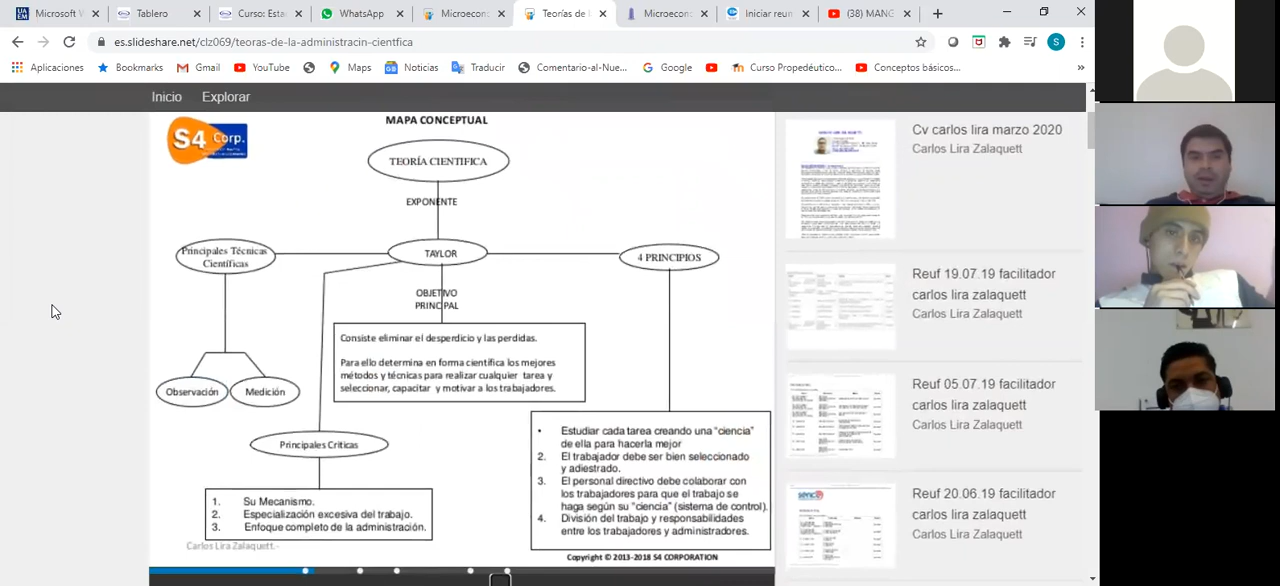 Microsoft W
Tablero
Curso: Esta
WhatsApp
Microecono
Teorías de l
Microecono
Iniciar reun
(38) MANG
es.slideshare.net/clz069/teoras-de-la-administracin-cientfica
S
Aplicaciones
Bookmarks
Gmail
YouTube
Maps
Noticias
Traducir
Comentario-al-Nue...
Google
Curso Propedéutico...
Conceptos básicos...
»
Inicio
Explorar
S4 Corp.
MAPA CONCEPTUAL
TEORÍA CIENTIFICA
EXPONENTE
Principales Técnicas
Científicas
TAYLOR
4 PRINCIPIOS
OBJETIVO
PRINCIPAL
Consiste eliminar el desperdicio y las perdidas.
Para ello determina en forma científica los mejores
métodos y técnicas para realizar cualquier tarea y
seleccionar, capacitar y motivar a los trabajadores.
Observación
Medición
Principales Criticas
• Estudiar cada tarea creando una "ciencia"
de ella para hacerla mejor
2. El trabajador debe ser bien seleccionado
y adiestrado.
3. El personal directivo debe colaborar con
los trabajadores para que el trabajo se
haga según su "ciencia" (sistema de control).
4. División del trabajo y responsabilidades
entre los trabajadores y administradores.
1. Su Mecanismo.
2. Especialización excesiva del trabajo.
3. Enfoque completo de la administración.
Carlos Lira Zalaquett.-
Copyright © 2013-2018 S4 CORPORATION
Cv carlos lira marzo 2020
Carlos Lira Zalaquett
Reuf 19.07.19 facilitador
carlos lira zalaquett
Carlos Lira Zalaquett
Reuf 05.07.19 facilitador
carlos lira zalaquett
Carlos Lira Zalaquett
Reuf 20.06.19 facilitador
carlos lira zalaquett
Carlos Lira Zalaquett